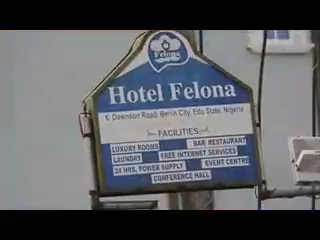 Felona
Hotel Felona
6, Dawnson Road, Benin City, Edo State, Nigeria
FACILITIES
LUXURY ROOMS BAR RESTAURANT
LAUNDRY FREE INTERNET SERVICES
24 HRS. POWER SUPPLY EVENT CENTRE
CONFERENCE HALL